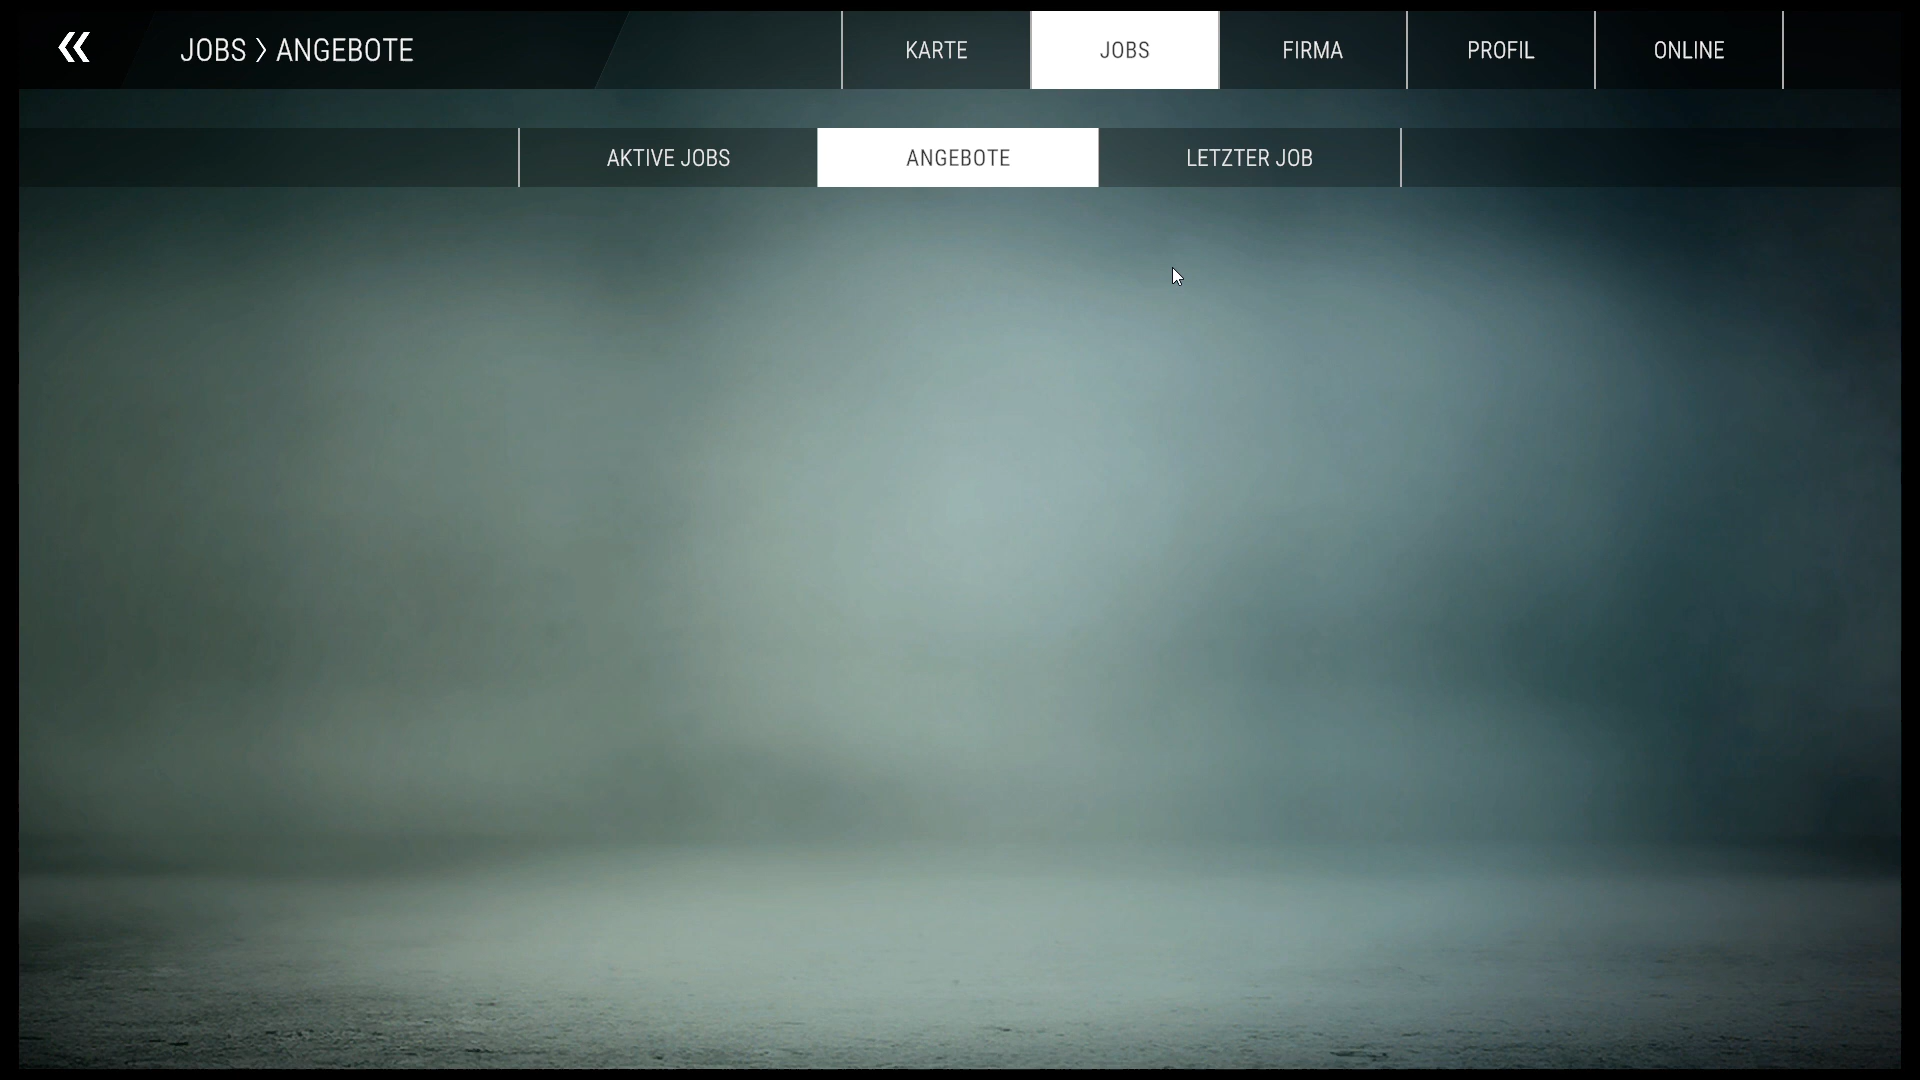 JOBS > ANGEBOTE
KARTE
JOBS
FIRMA
PROFIL
ONLINE
AKTIVE JOBS
ANGEBOTE
LETZTER JOB